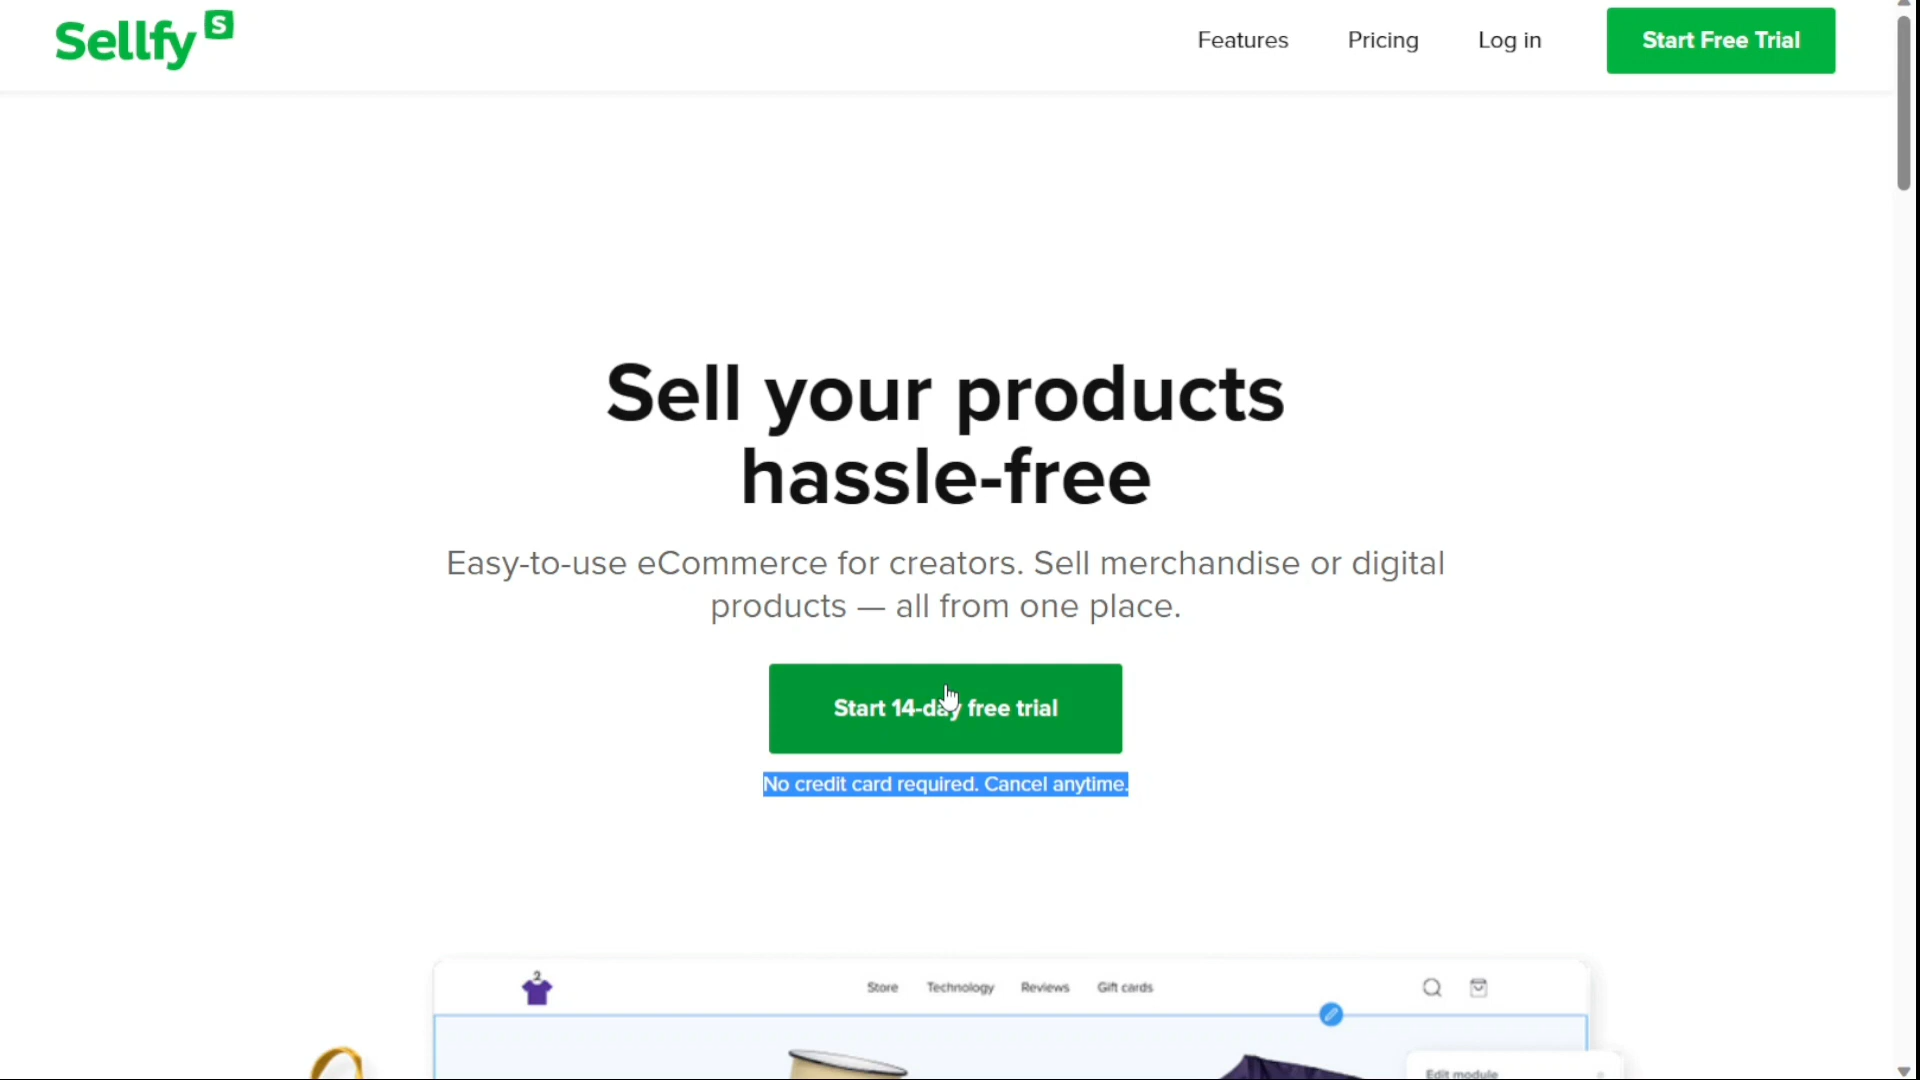 Sellfy S
Features
Pricing
Log in
Start Free Trial
Sell your products
hassle-free
Easy-to-use eCommerce for creators. Sell merchandise or digital
products — all from one place.
Start 14-day free trial
No credit card required. Cancel anytime.
2
Store
Technology
Reviews
Gift cards
Edit module